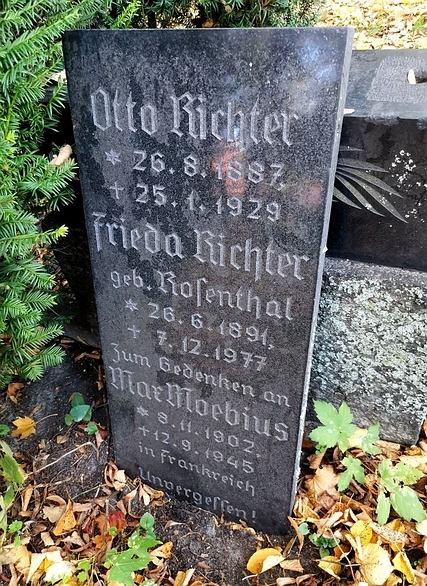 Otto Richter
* 26. 8. 1887.
† 25. 1. 1929
Frieda Richter
geb. Roſenthal
* 26. 6. 1891.
† 7. 12. 1977
Zum Gedenken an
Max Moebius
* 8. 11. 1902.
† 12. 9. 1945
in Frankreich
Unvergeſſen!